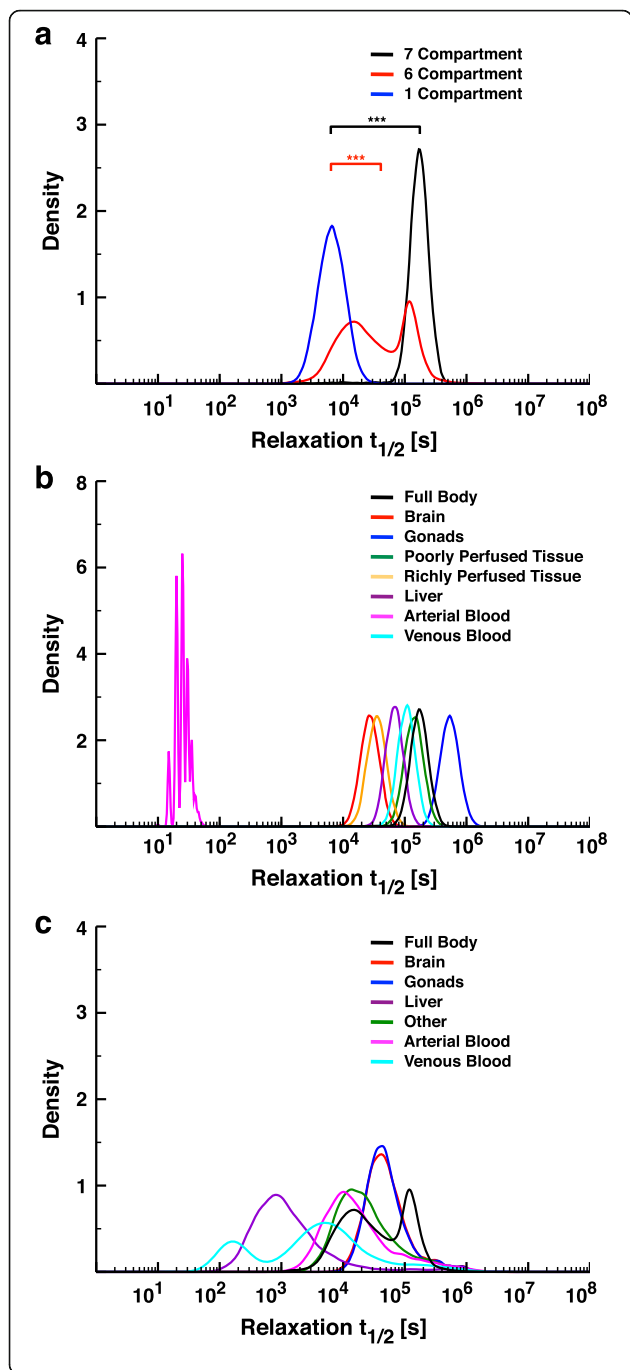 a
4
3
2
1
Density
7 Compartment
6 Compartment
1 Compartment
***
***
10^1 10^2 10^3 10^4 10^5 10^6 10^7 10^8
Relaxation t_1/2 [s]
b
8
6
4
2
Density
Full Body
Brain
Gonads
Poorly Perfused Tissue
Richly Perfused Tissue
Liver
Arterial Blood
Venous Blood
10^1 10^2 10^3 10^4 10^5 10^6 10^7 10^8
Relaxation t_1/2 [s]
c
4
3
2
1
Density
Full Body
Brain
Gonads
Liver
Other
Arterial Blood
Venous Blood
10^1 10^2 10^3 10^4 10^5 10^6 10^7 10^8
Relaxation t_1/2 [s]